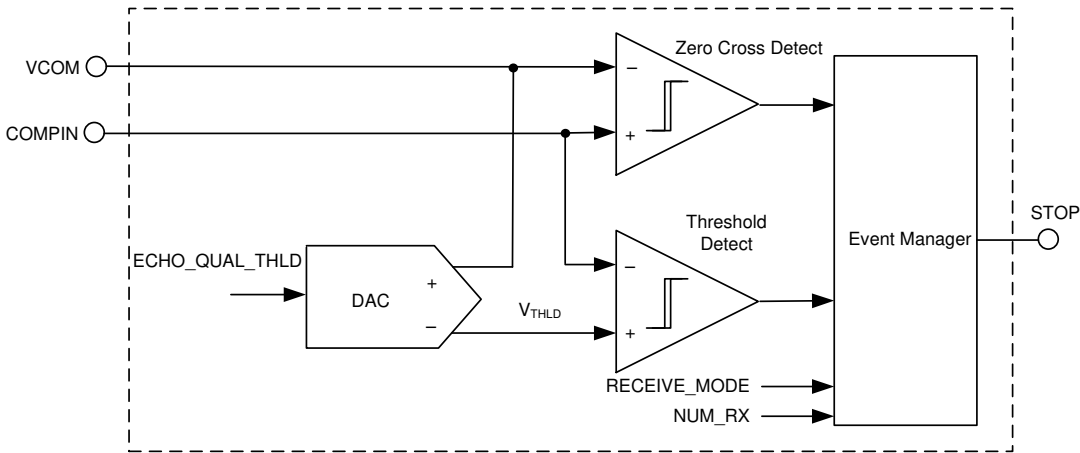 Zero Cross Detect
VCOM
–
COMPIN
+
STOP
Threshold
Detect
Event Manager
ECHO_QUAL_THLD
–
DAC
+
VTHLD
–
+
RECEIVE_MODE
NUM_RX